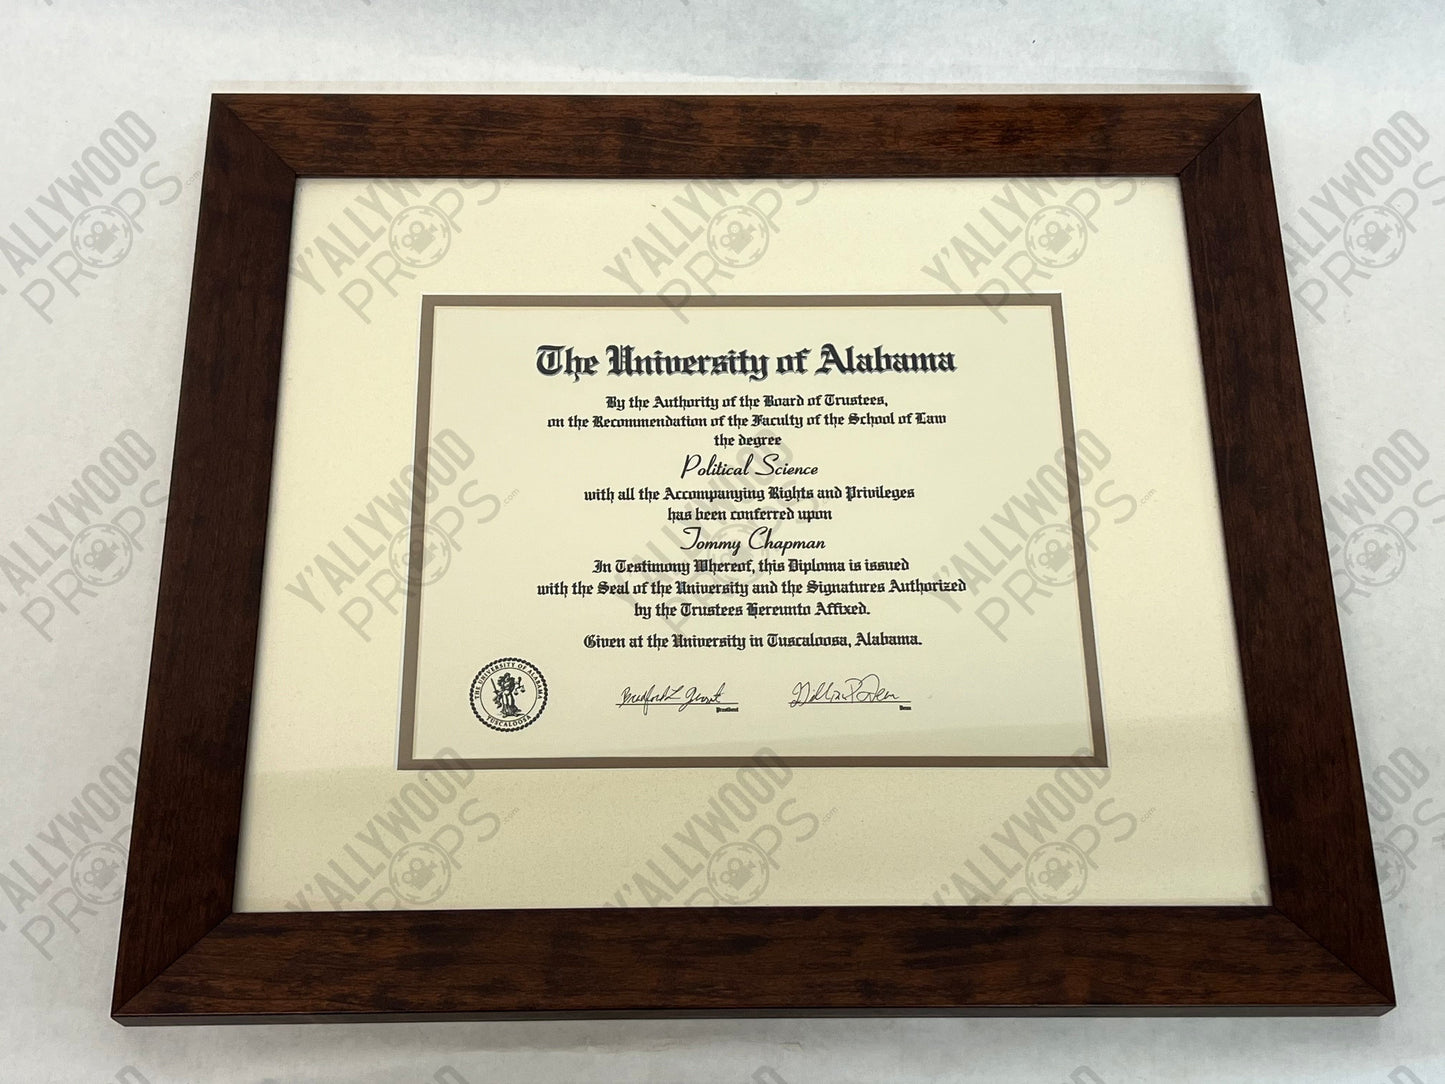 The University of Alabama
By the Authority of the Board of Trustees,
on the Recommendation of the Faculty of the School of Law
the degree
Political Science
with all the Accompanying Rights and Privileges
has been conferred upon
Tommy Chapman
In Testimony Whereof, this Diploma is issued
with the Seal of the University and the Signatures Authorized
by the Trustees Hereunto Affixed.
Given at the University in Tuscaloosa, Alabama.
THE UNIVERSITY OF ALABAMA
TUSCALOOSA
President
Dean
Y'ALLYWOOD
PROPS
.com